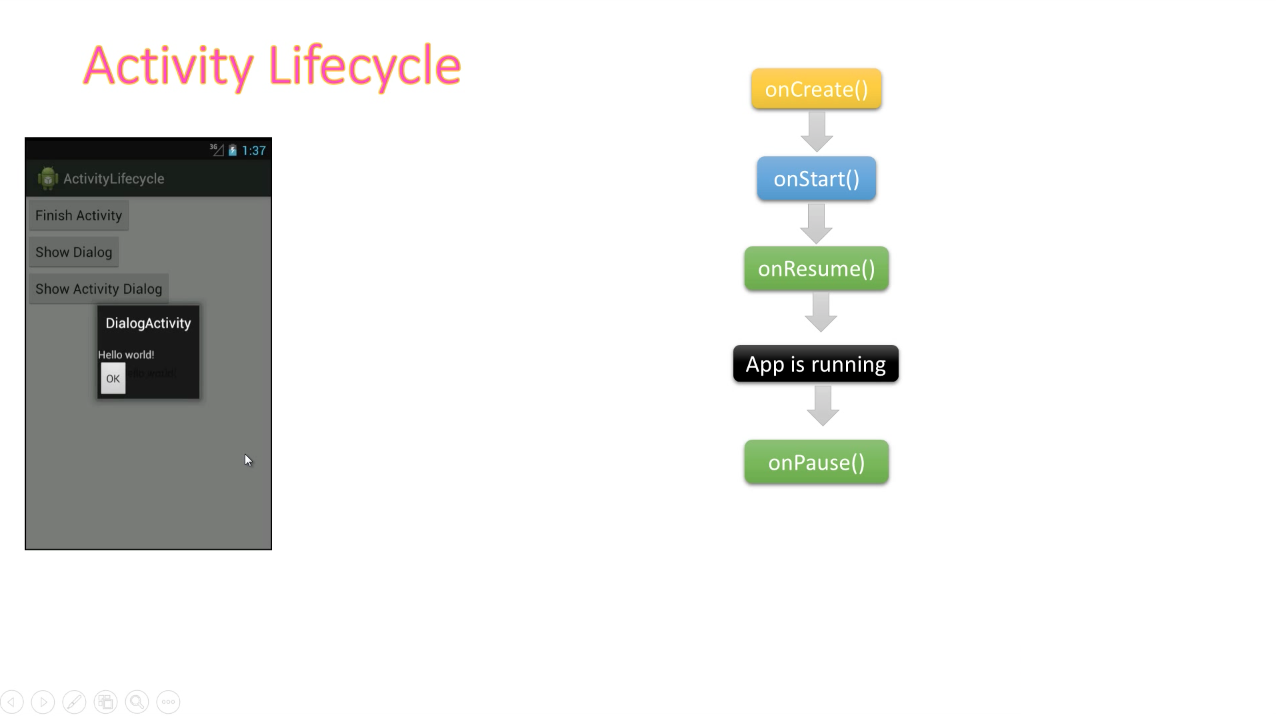 Activity Lifecycle
3G 1:37
ActivityLifecycle
Finish Activity
Show Dialog
Show Activity Dialog
DialogActivity
Hello world!
OK
onCreate()
onStart()
onResume()
App is running
onPause()